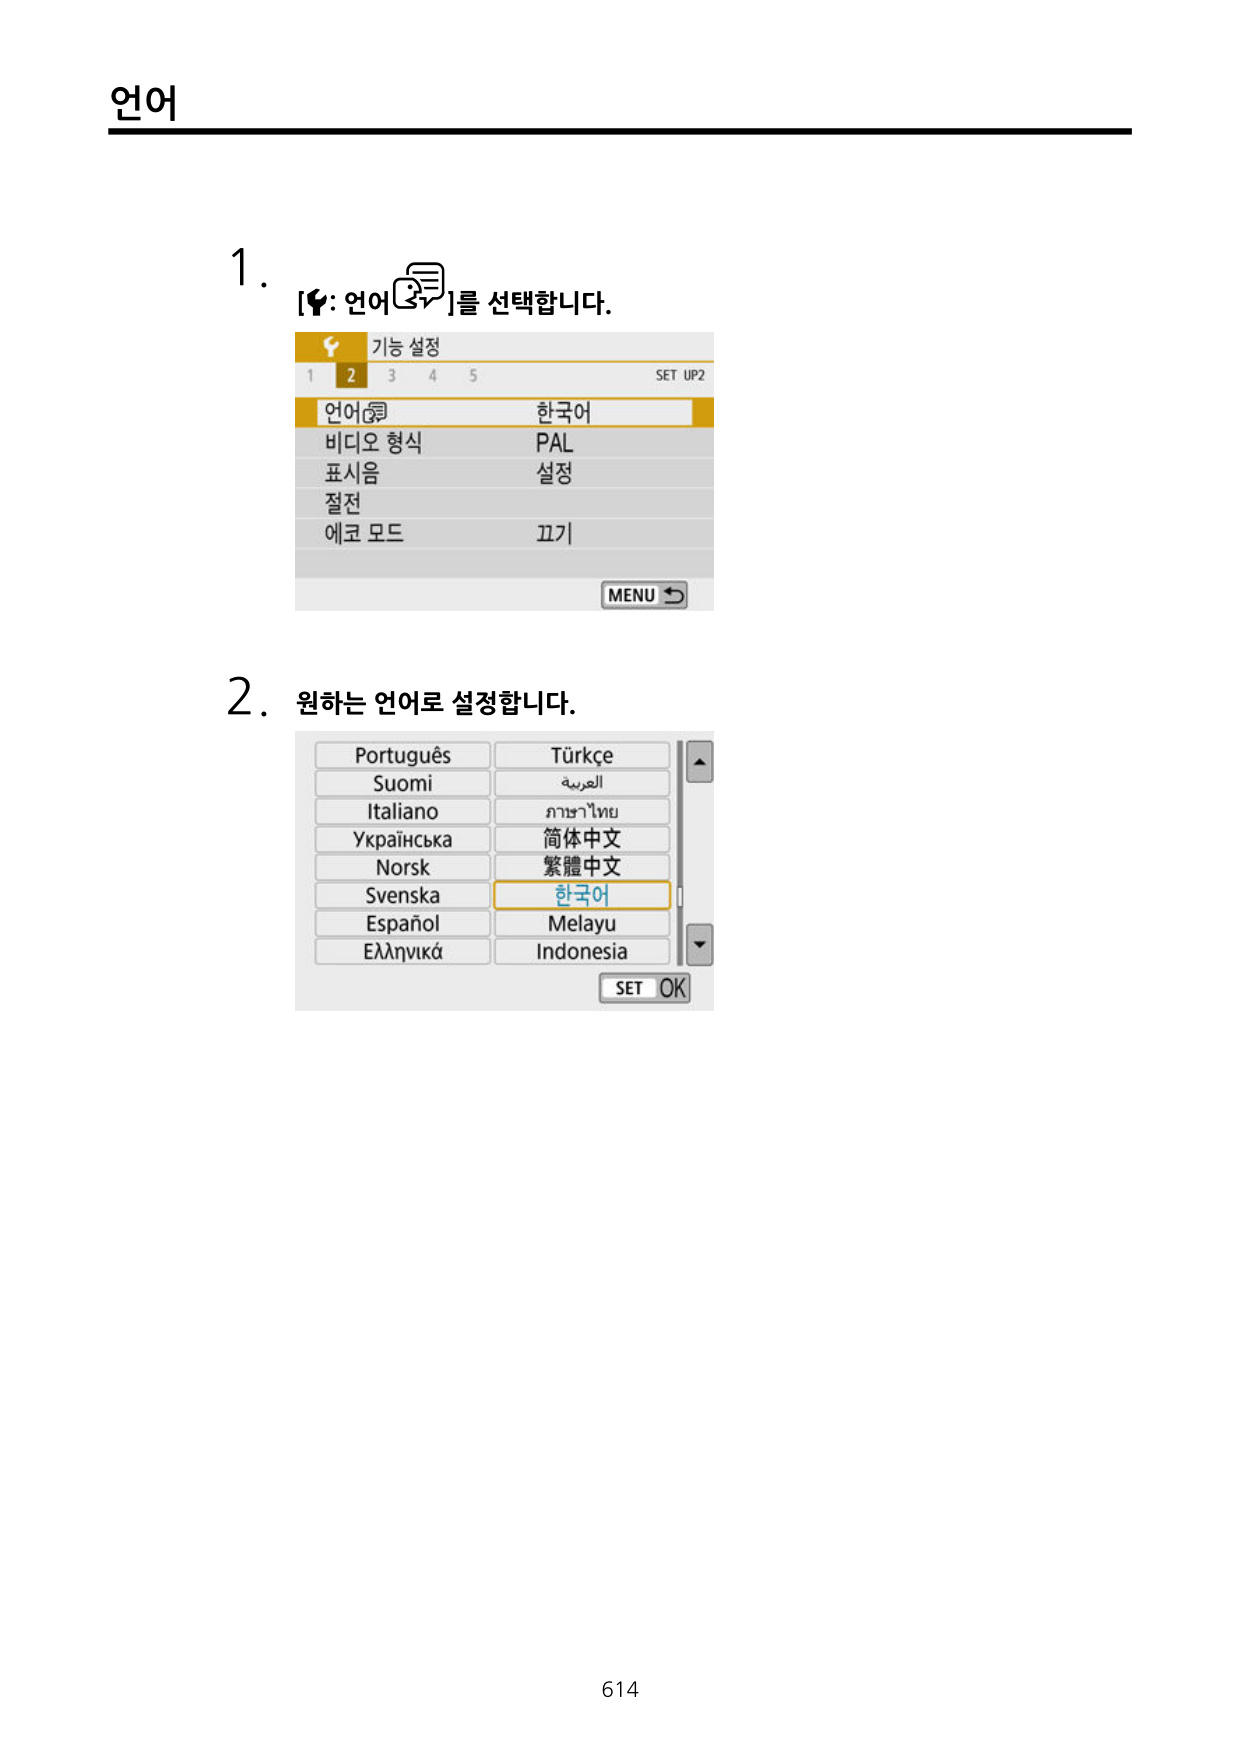 언어
1. [: 언어]를 선택합니다.
기능 설정
1 2 3 4 5 SET UP2
언어 한국어
비디오 형식 PAL
표시음 설정
절전
에코 모드 끄기
MENU
2. 원하는 언어로 설정합니다.
Português Türkçe
Suomi العربية
Italiano ภาษาไทย
Українська 简体中文
Norsk 繁體中文
Svenska 한국어
Español Melayu
Ελληνικά Indonesia
SET OK
614